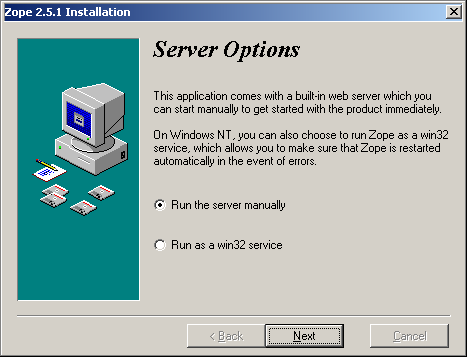 Zope 2.5.1 Installation
Server Options
This application comes with a built-in web server which you
can start manually to get started with the product immediately.
On Windows NT, you can also choose to run Zope as a win32
service, which allows you to make sure that Zope is restarted
automatically in the event of errors.
Run the server manually
Run as a win32 service
< Back
Next
Cancel